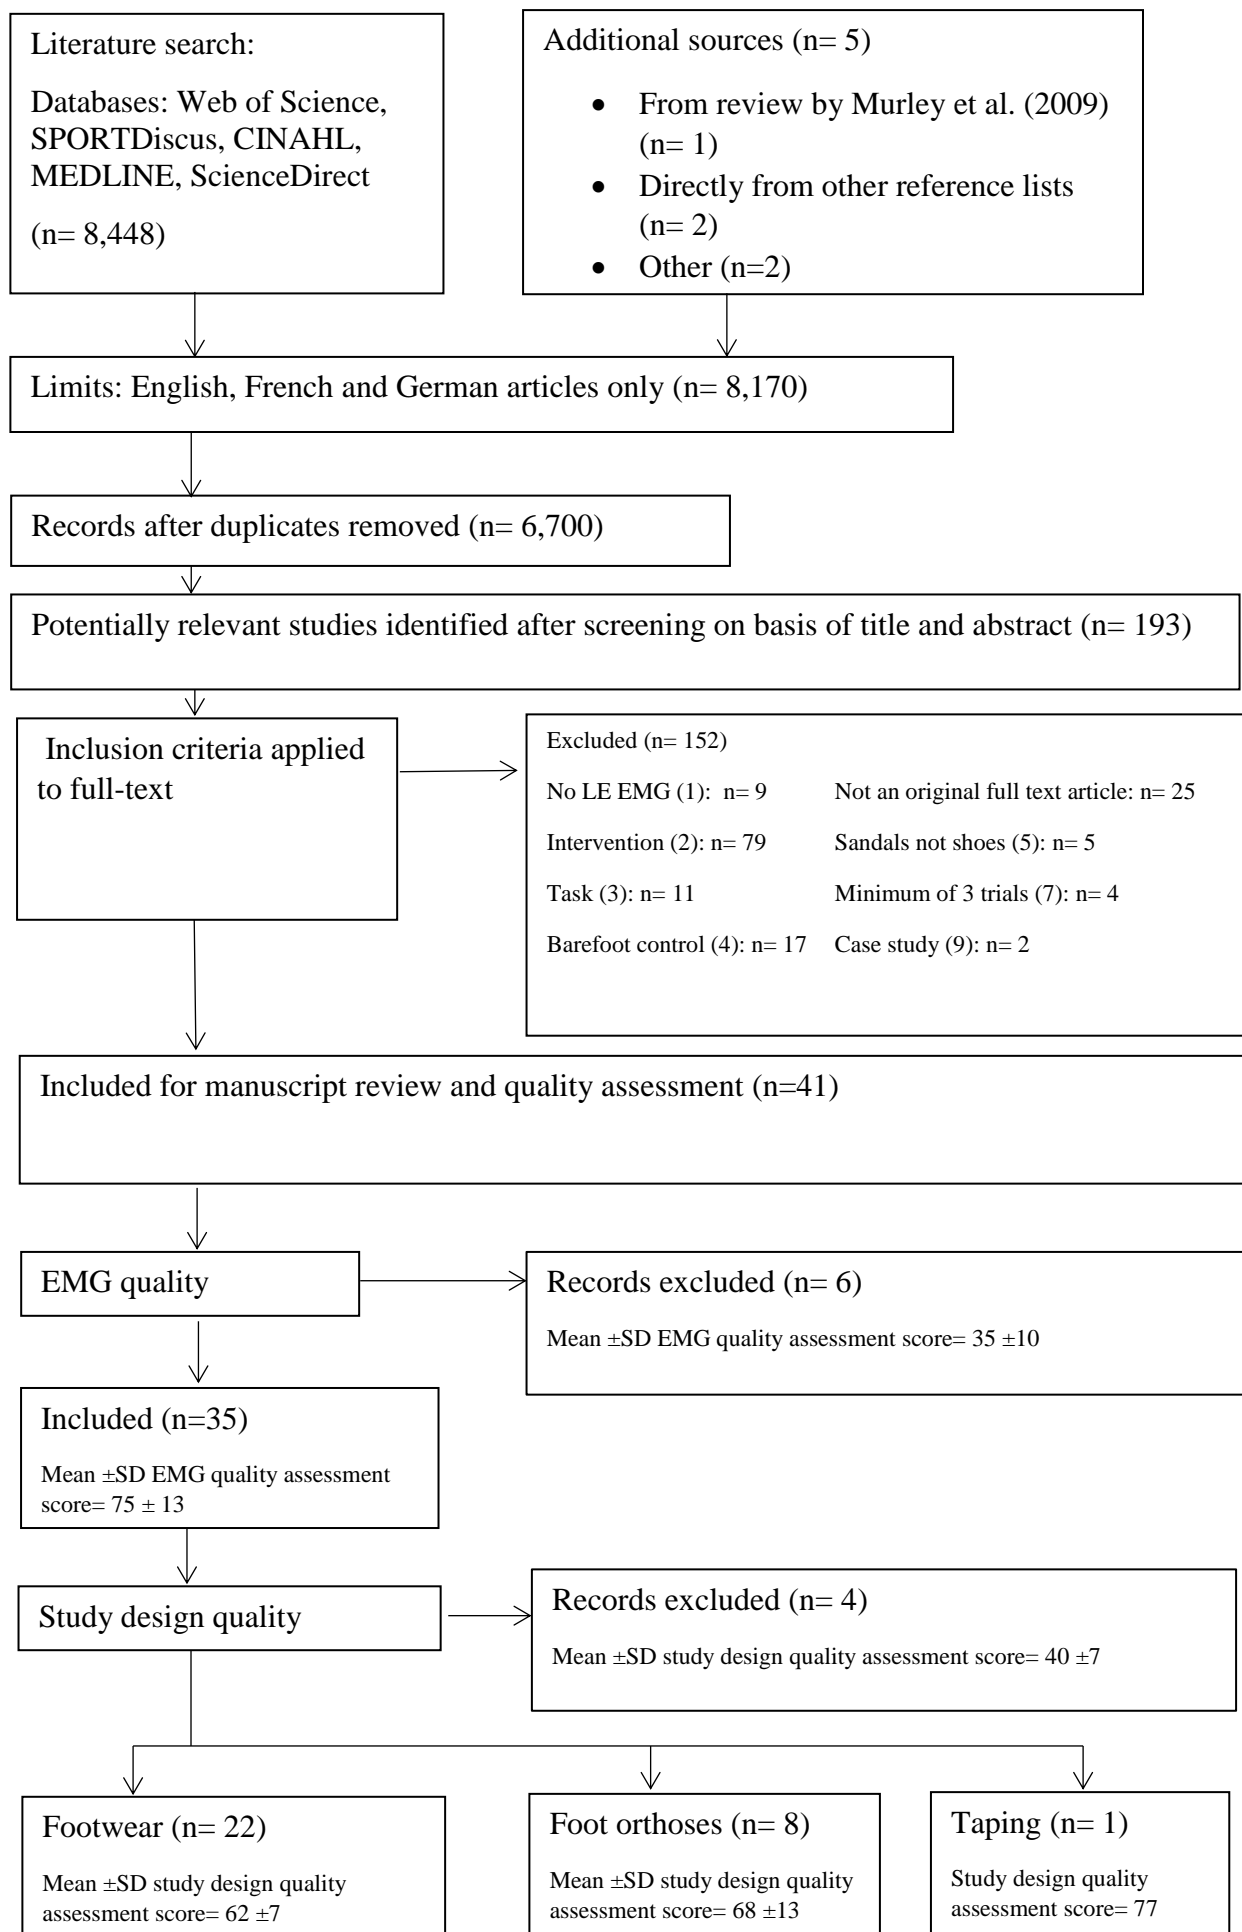 Literature search:
Databases: Web of Science,
SPORTDiscus, CINAHL,
MEDLINE, ScienceDirect
(n= 8,448)
Additional sources (n= 5)
• From review by Murley et al. (2009)
(n= 1)
• Directly from other reference lists
(n= 2)
• Other (n=2)
Limits: English, French and German articles only (n= 8,170)
Records after duplicates removed (n= 6,700)
Potentially relevant studies identified after screening on basis of title and abstract (n= 193)
Inclusion criteria applied
to full-text
Excluded (n= 152)
No LE EMG (1): n= 9
Intervention (2): n= 79
Task (3): n= 11
Barefoot control (4): n= 17
Not an original full text article: n= 25
Sandals not shoes (5): n= 5
Minimum of 3 trials (7): n= 4
Case study (9): n= 2
Included for manuscript review and quality assessment (n=41)
EMG quality
Records excluded (n= 6)
Mean ±SD EMG quality assessment score= 35 ±10
Included (n=35)
Mean ±SD EMG quality assessment
score= 75 ± 13
Study design quality
Records excluded (n= 4)
Mean ±SD study design quality assessment score= 40 ±7
Footwear (n= 22)
Mean ±SD study design quality
assessment score= 62 ±7
Foot orthoses (n= 8)
Mean ±SD study design quality
assessment score= 68 ±13
Taping (n= 1)
Study design quality
assessment score= 77